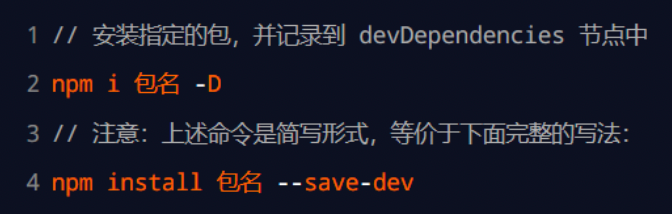 1 // 安装指定的包，并记录到 devDependencies 节点中
2 npm i 包名 -D
3 // 注意：上述命令是简写形式，等价于下面完整的写法：
4 npm install 包名 --save-dev